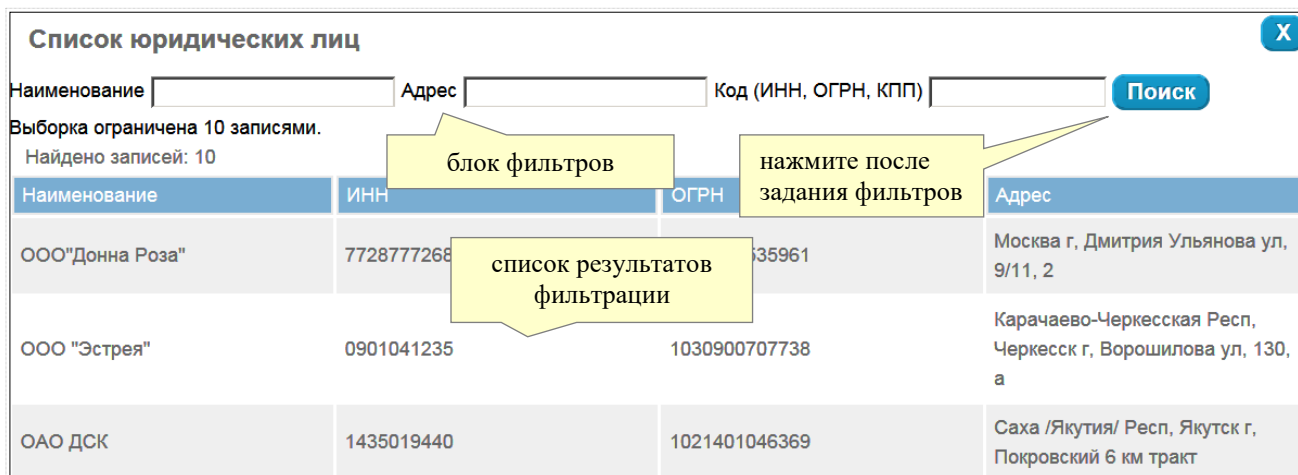 Список юридических лиц
X
Наименование Адрес Код (ИНН, ОГРН, КПП) Поиск
Выборка ограничена 10 записями.
Найдено записей: 10
блок фильтров
нажмите после
задания фильтров
Наименование ИНН ОГРН Адрес
ООО"Донна Роза" 7728777268 Москва г, Дмитрия Ульянова ул,
9/11, 2
список результатов
фильтрации
ООО "Эстрея" 0901041235 1030900707738 Карачаево-Черкесская Респ,
Черкесск г, Ворошилова ул, 130,
а
ОАО ДСК 1435019440 1021401046369 Саха /Якутия/ Респ, Якутск г,
Покровский 6 км тракт